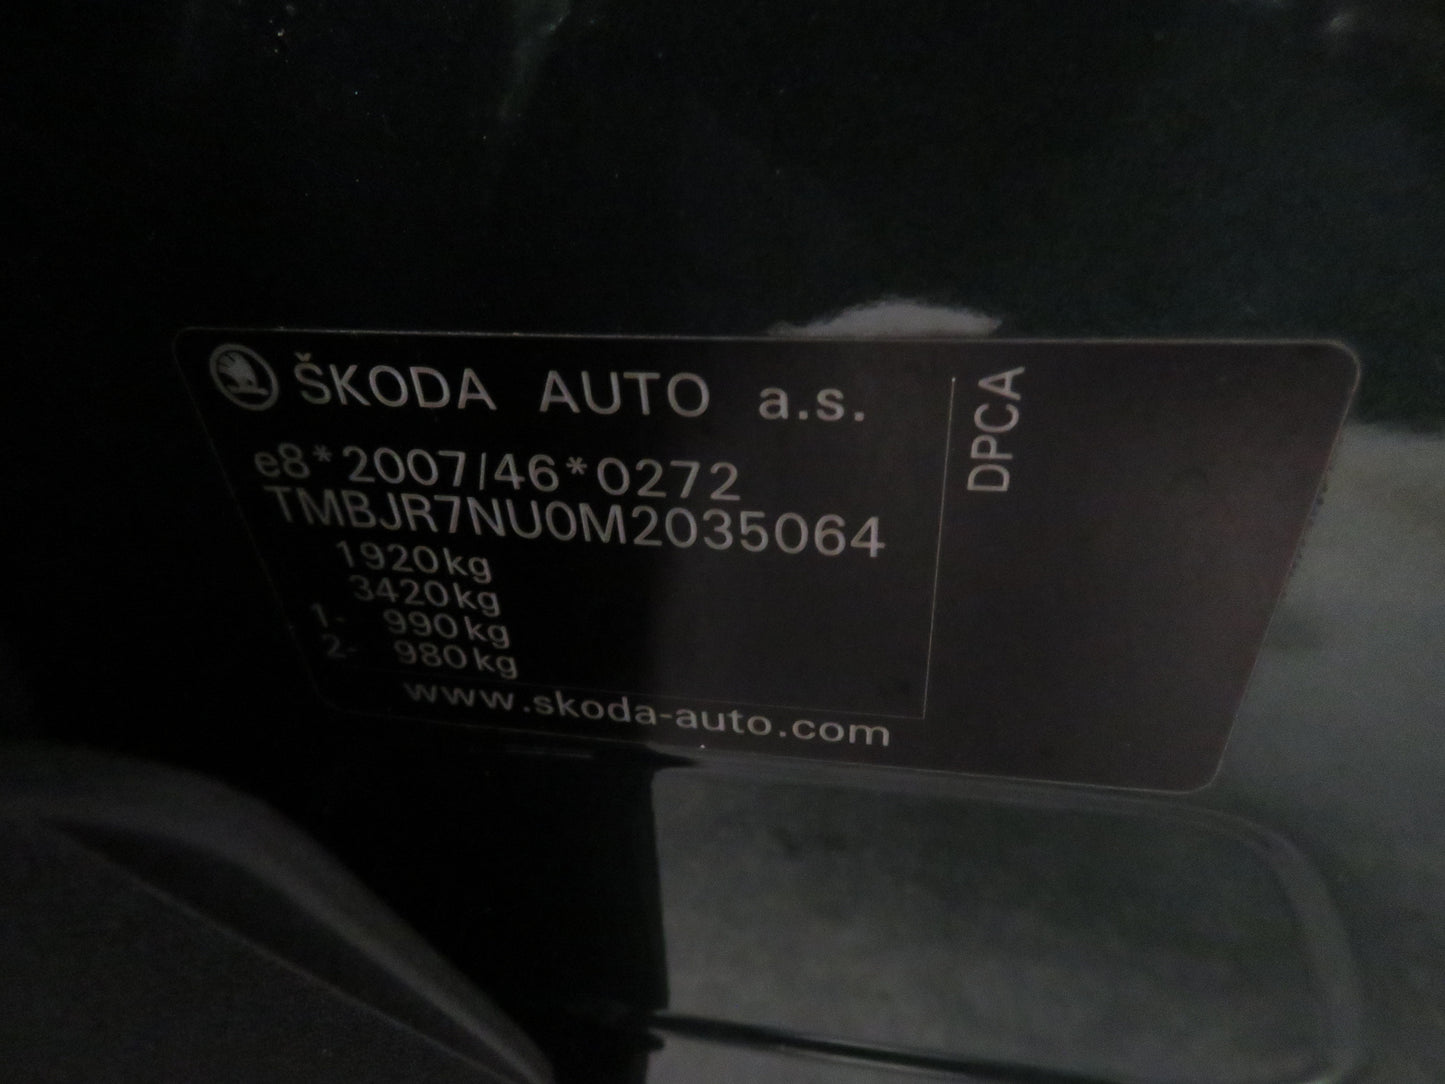 ŠKODA AUTO a.s.
e8*2007/46*0272
TMBJR7NU0M2035064
1920kg
3420kg
1- 990kg
2- 980kg
www.skoda-auto.com
DPCA